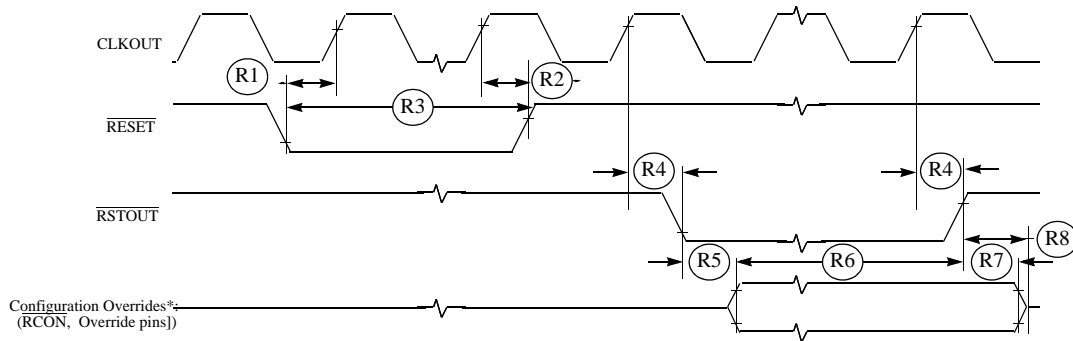 CLKOUT
R1
R2
R3
RESET
R4
R4
RSTOUT
R5
R6
R7
R8
Configuration Overrides*:
(RCON, Override pins])